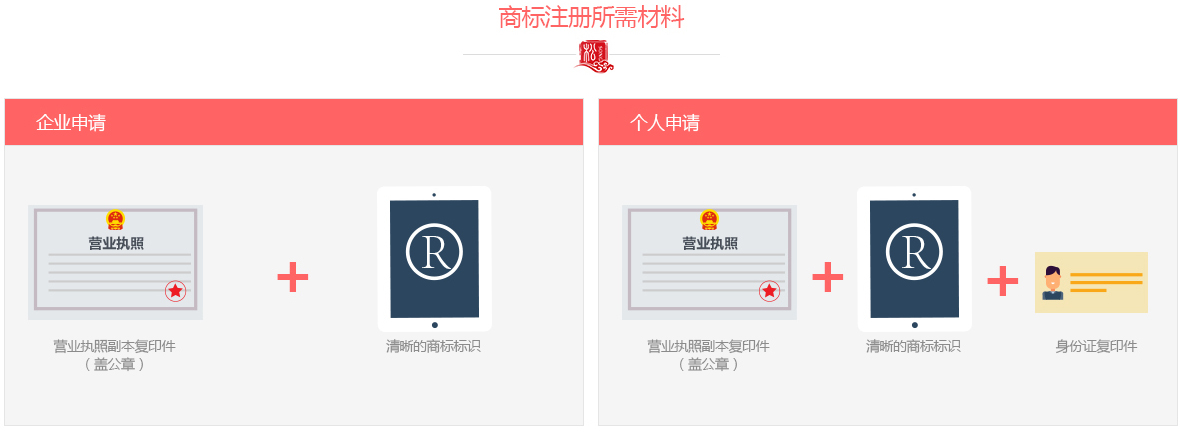 商标注册所需材料
松
企业申请
营业执照
R
营业执照副本复印件
（盖公章）
清晰的商标标识
个人申请
营业执照
R
营业执照副本复印件
（盖公章）
清晰的商标标识
身份证复印件